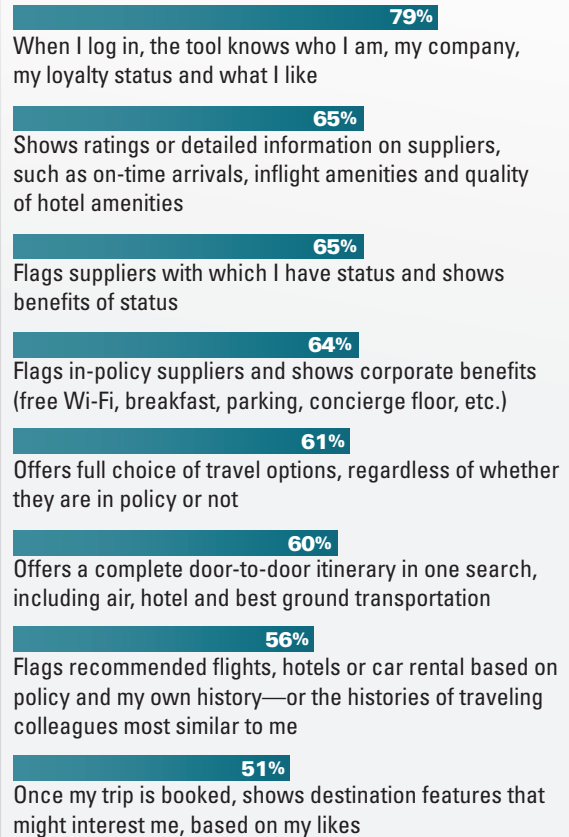 79%
When I log in, the tool knows who I am, my company,
my loyalty status and what I like
65%
Shows ratings or detailed information on suppliers,
such as on-time arrivals, inflight amenities and quality
of hotel amenities
65%
Flags suppliers with which I have status and shows
benefits of status
64%
Flags in-policy suppliers and shows corporate benefits
(free Wi-Fi, breakfast, parking, concierge floor, etc.)
61%
Offers full choice of travel options, regardless of whether
they are in policy or not
60%
Offers a complete door-to-door itinerary in one search,
including air, hotel and best ground transportation
56%
Flags recommended flights, hotels or car rental based on
policy and my own history—or the histories of traveling
colleagues most similar to me
51%
Once my trip is booked, shows destination features that
might interest me, based on my likes